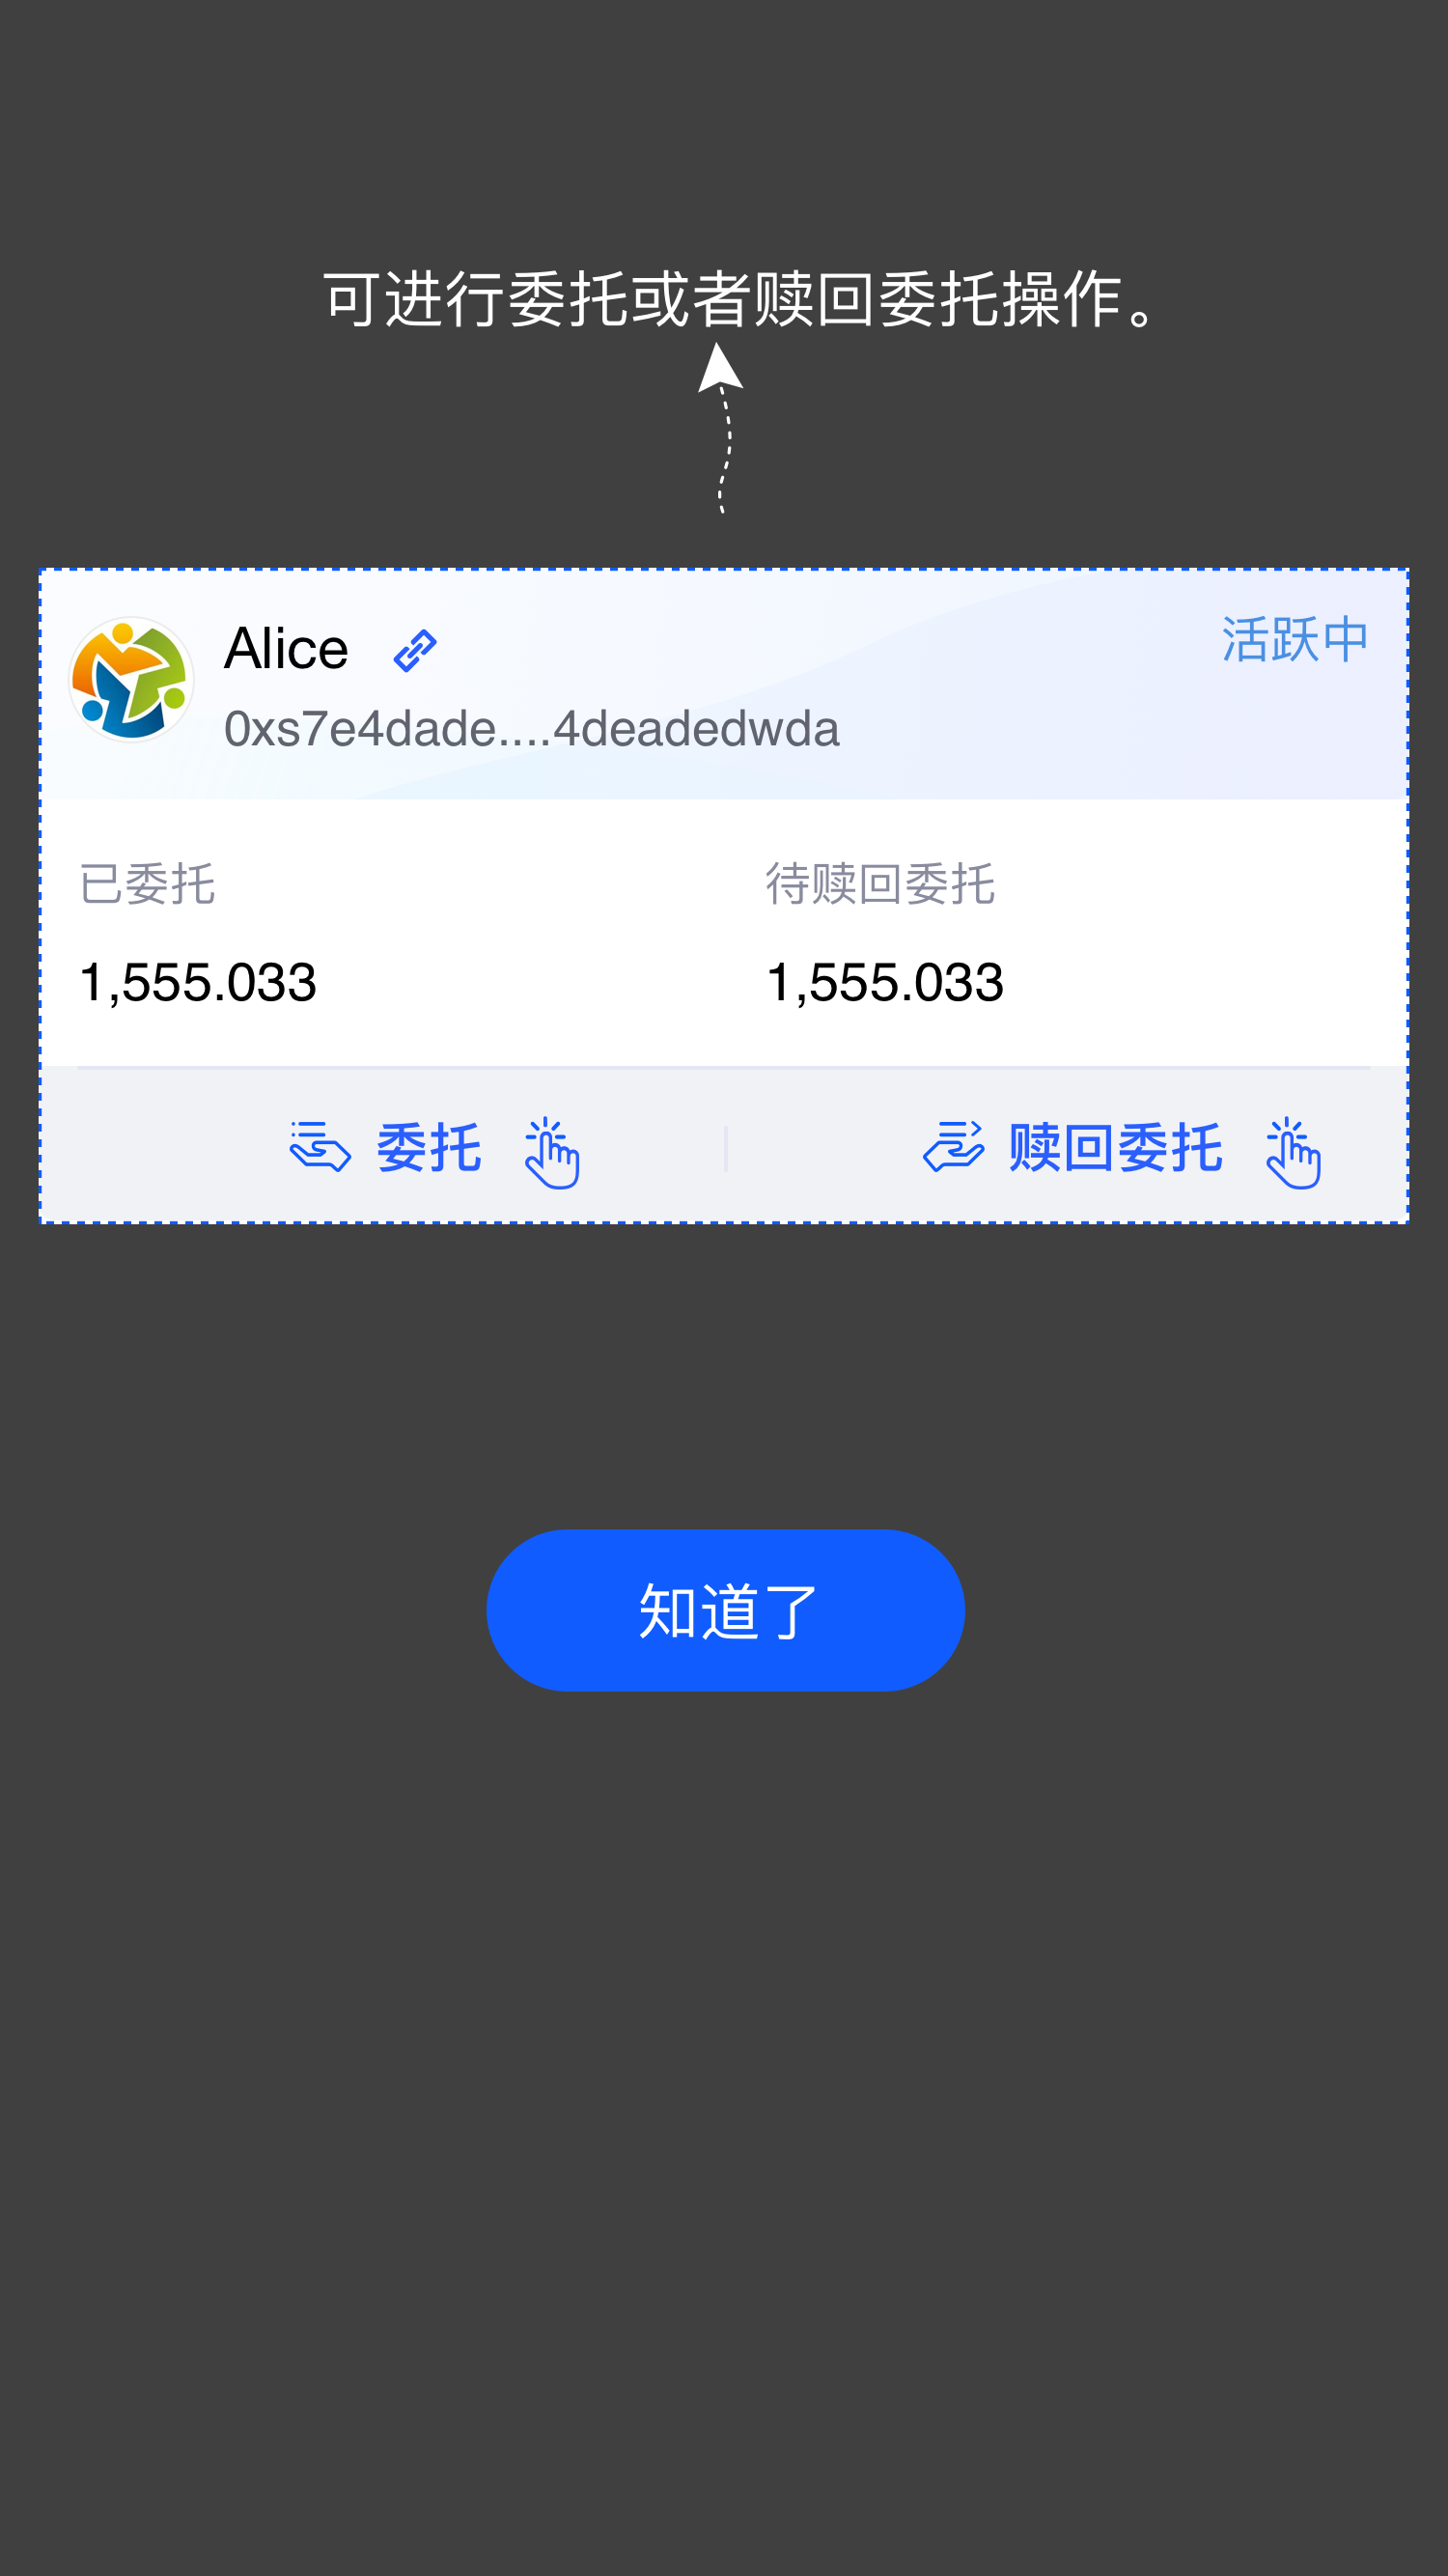 可进行委托或者赎回委托操作。
Alice
活跃中
0xs7e4dade....4deadedwda
已委托
待赎回委托
1,555.033
1,555.033
委托
赎回委托
知道了